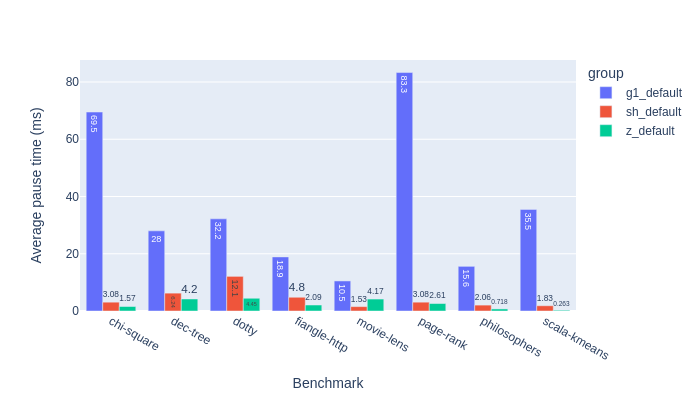 group
g1_default
sh_default
z_default
Average pause time (ms)
80
60
40
20
0
69.5
3.08
1.57
28
4.2
32.2
12.1
4.45
18.9
4.8
2.09
10.5
1.53
4.17
83.3
3.08
2.61
15.6
2.06
0.718
35.5
1.83
0.263
chi-square
dec-tree
dotty
fiangle-http
movie-lens
page-rank
philosophers
scala-kmeans
Benchmark